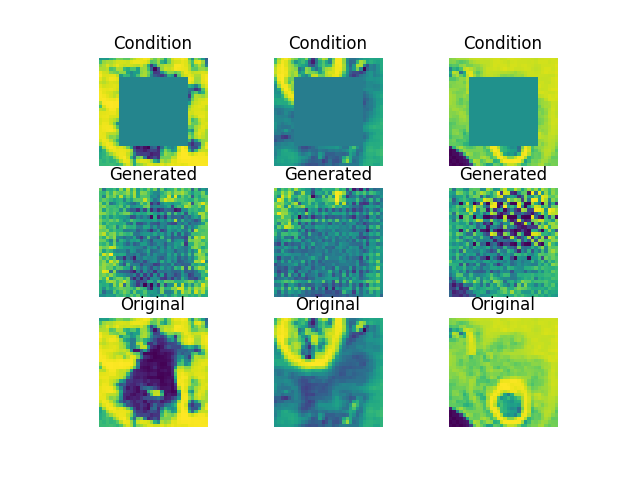 Condition Condition Condition
Generated Generated Generated
Original Original Original